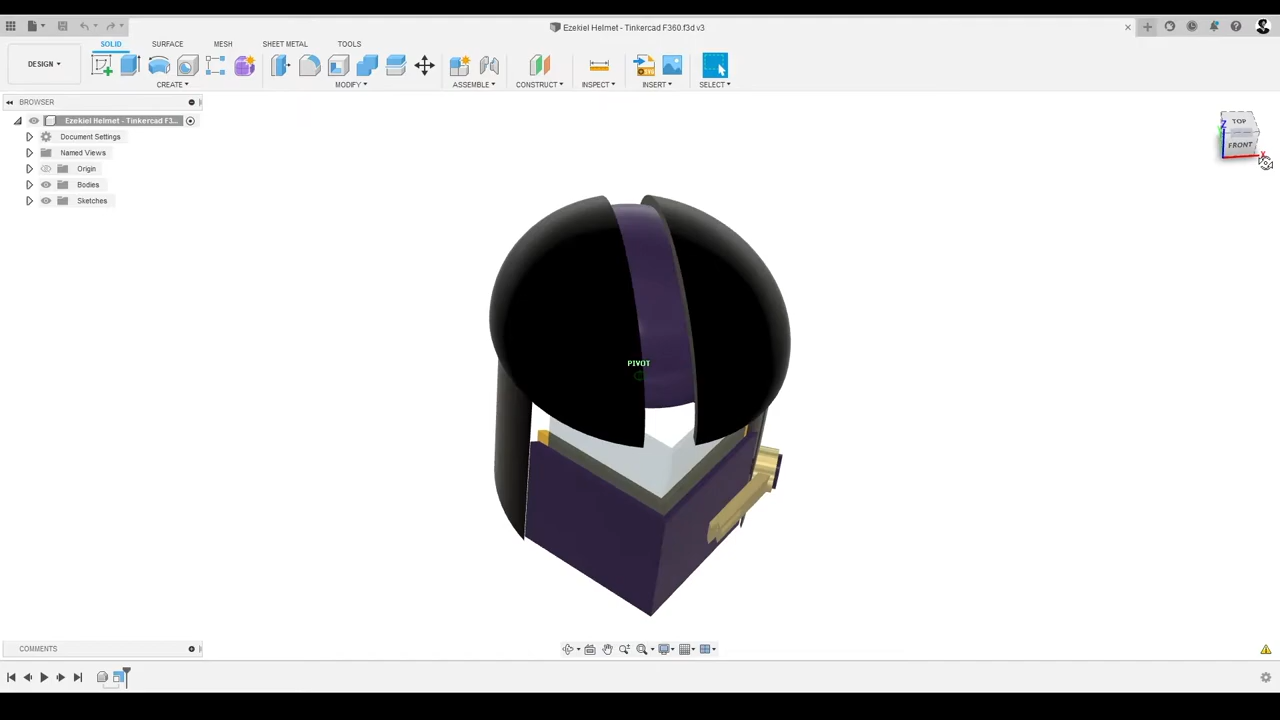 Ezekiel Helmet - Tinkercad F360.f3d v3
SOLID SURFACE MESH SHEET METAL TOOLS
DESIGN
CREATE MODIFY ASSEMBLE CONSTRUCT INSPECT INSERT SELECT
BROWSER
Ezekiel Helmet - Tinkercad F3...
Document Settings
Named Views
Origin
Bodies
Sketches
TOP
FRONT
Z
X
PIVOT
COMMENTS